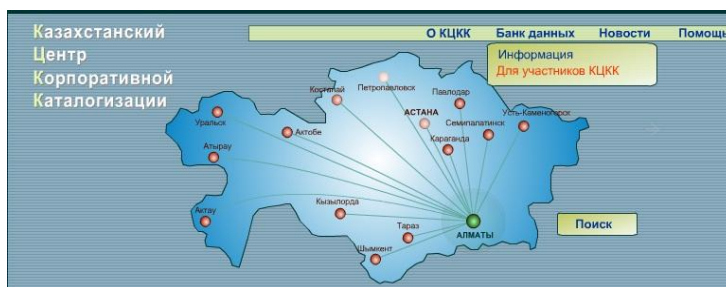 Казахстанский
Центр
Корпоративной
Каталогизации
О КЦКК Банк данных Новости Помощь
Информация
Для участников КЦКК
Петропавловск
Костанай
Павлодар
АСТАНА
Семипалатинск
Усть-Каменогорск
Уральск
Актобе
Караганда
Атырау
Актау
Кызылорда
Тараз
АЛМАТЫ
Шымкент
Поиск